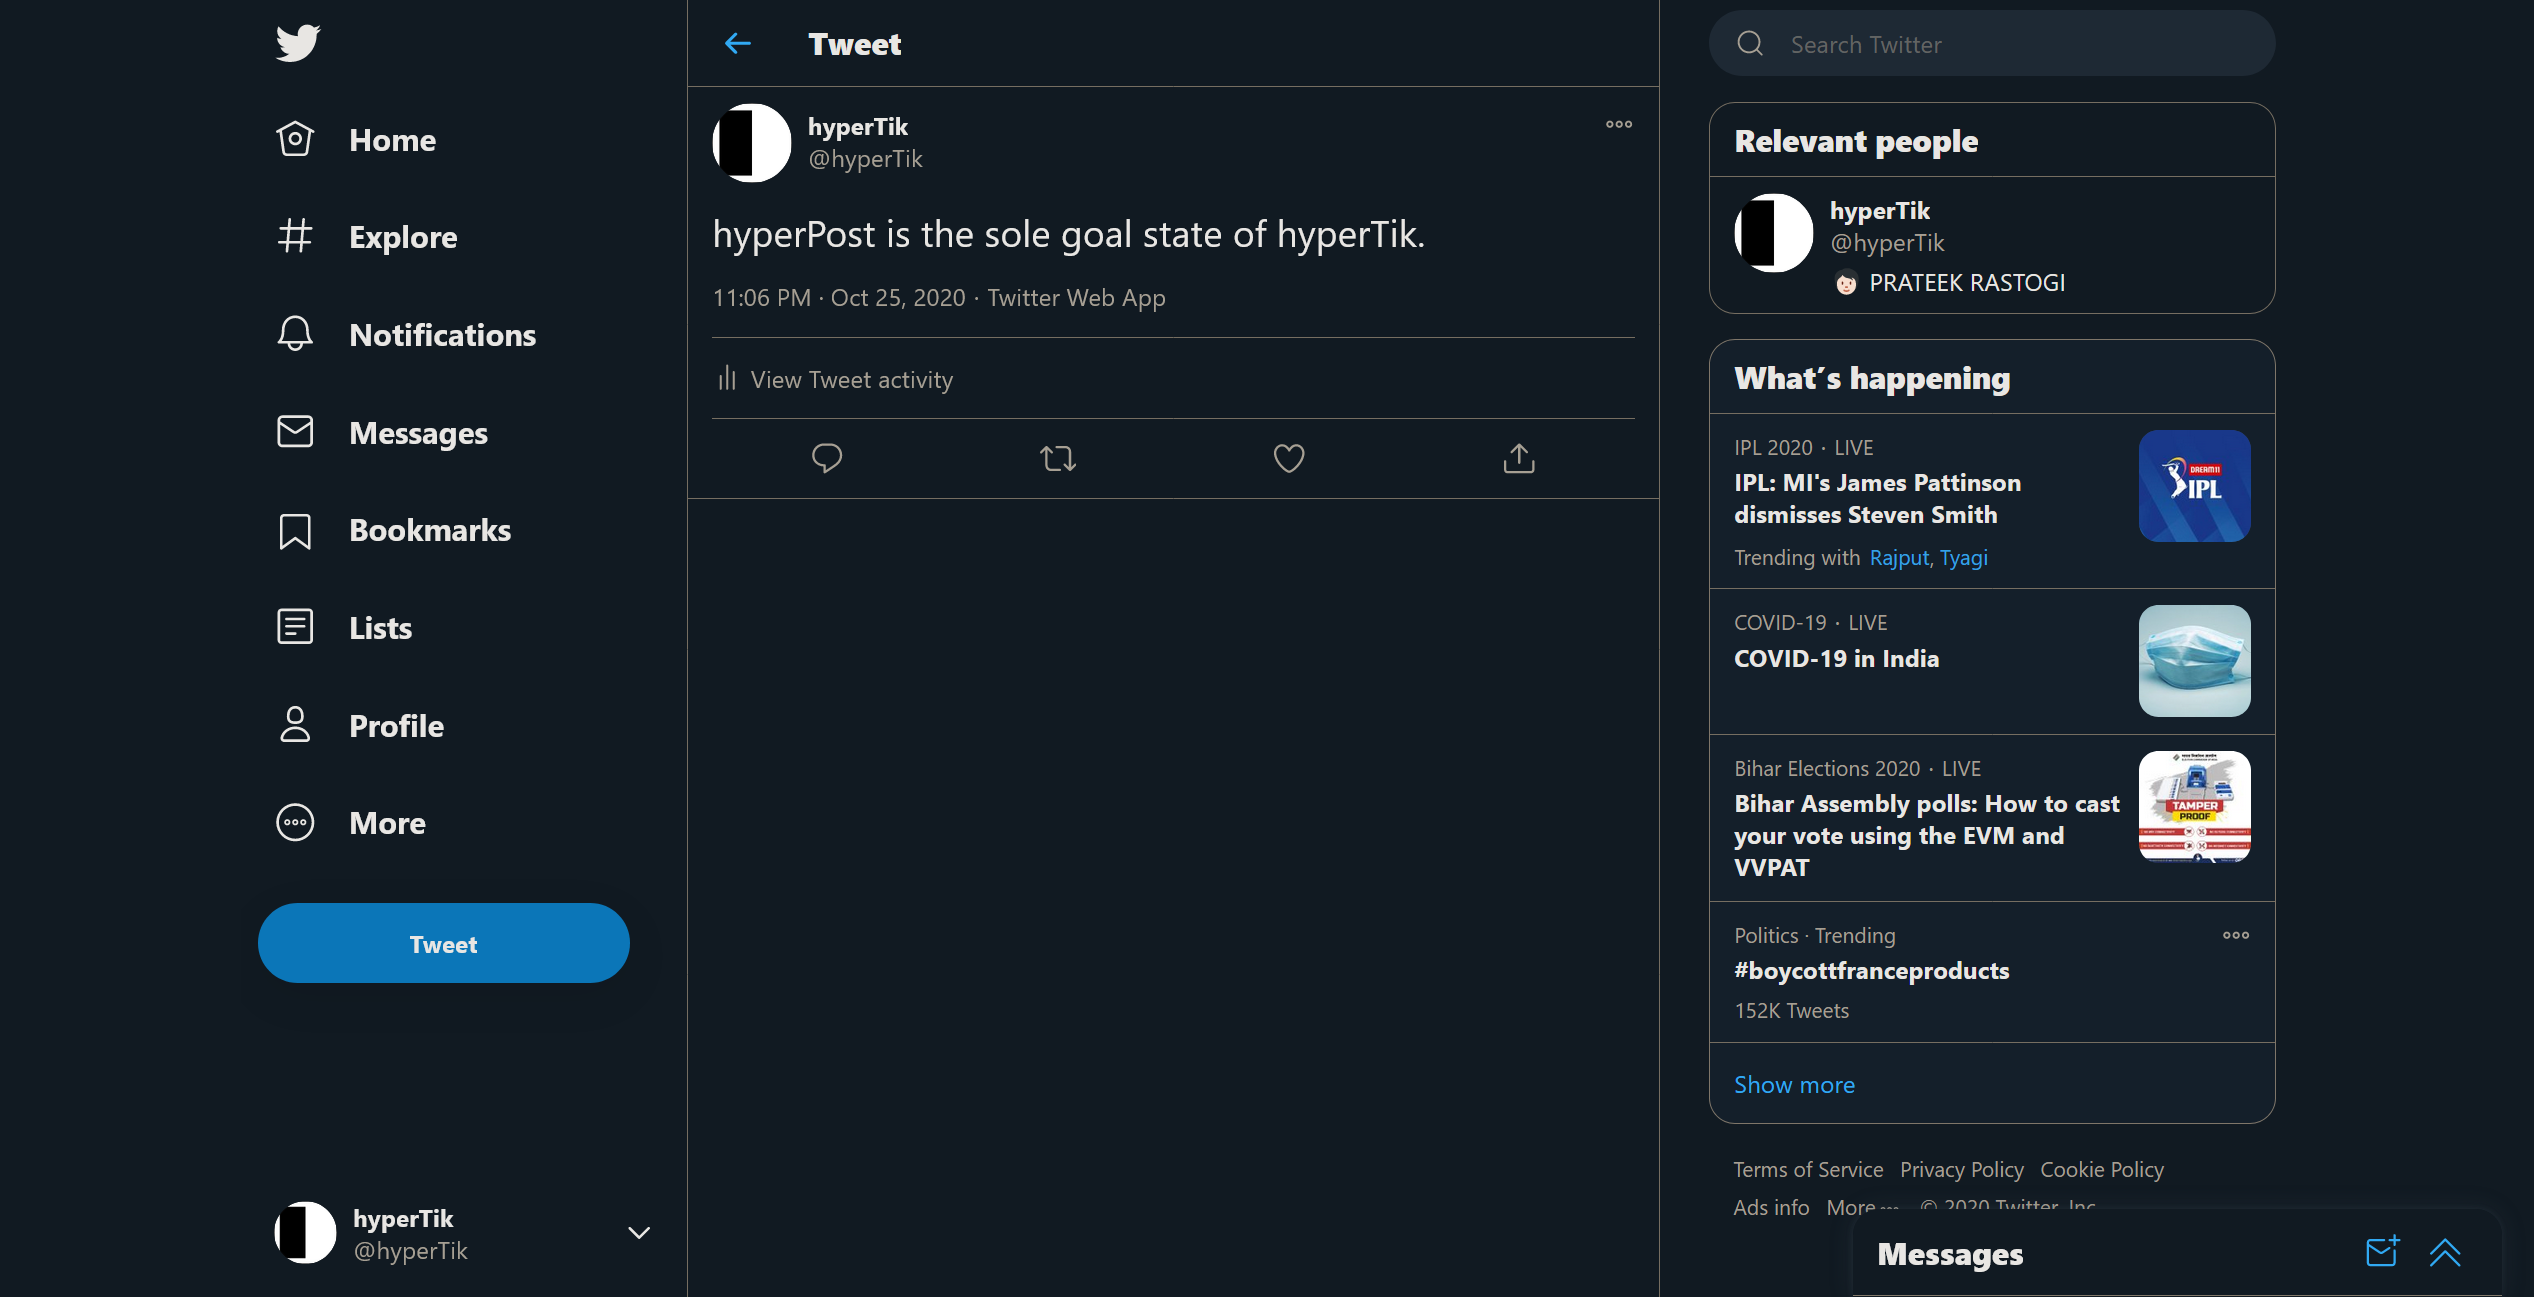 Home
Explore
Notifications
Messages
Bookmarks
Lists
Profile
More
Tweet
hyperTik
@hyperTik
Tweet
hyperTik
@hyperTik
hyperPost is the sole goal state of hyperTik.
11:06 PM · Oct 25, 2020 · Twitter Web App
View Tweet activity
Search Twitter
Relevant people
hyperTik
@hyperTik
PRATEEK RASTOGI
What's happening
IPL 2020 · LIVE
IPL: MI's James Pattinson
dismisses Steven Smith
Trending with Rajput, Tyagi
DREAM11
IPL
COVID-19 · LIVE
COVID-19 in India
Bihar Elections 2020 · LIVE
Bihar Assembly polls: How to cast
your vote using the EVM and
VVPAT
TAMPER
PROOF
Politics · Trending
#boycottfranceproducts
152K Tweets
Show more
Terms of Service Privacy Policy Cookie Policy
Ads info More © 2020 Twitter, Inc.
Messages